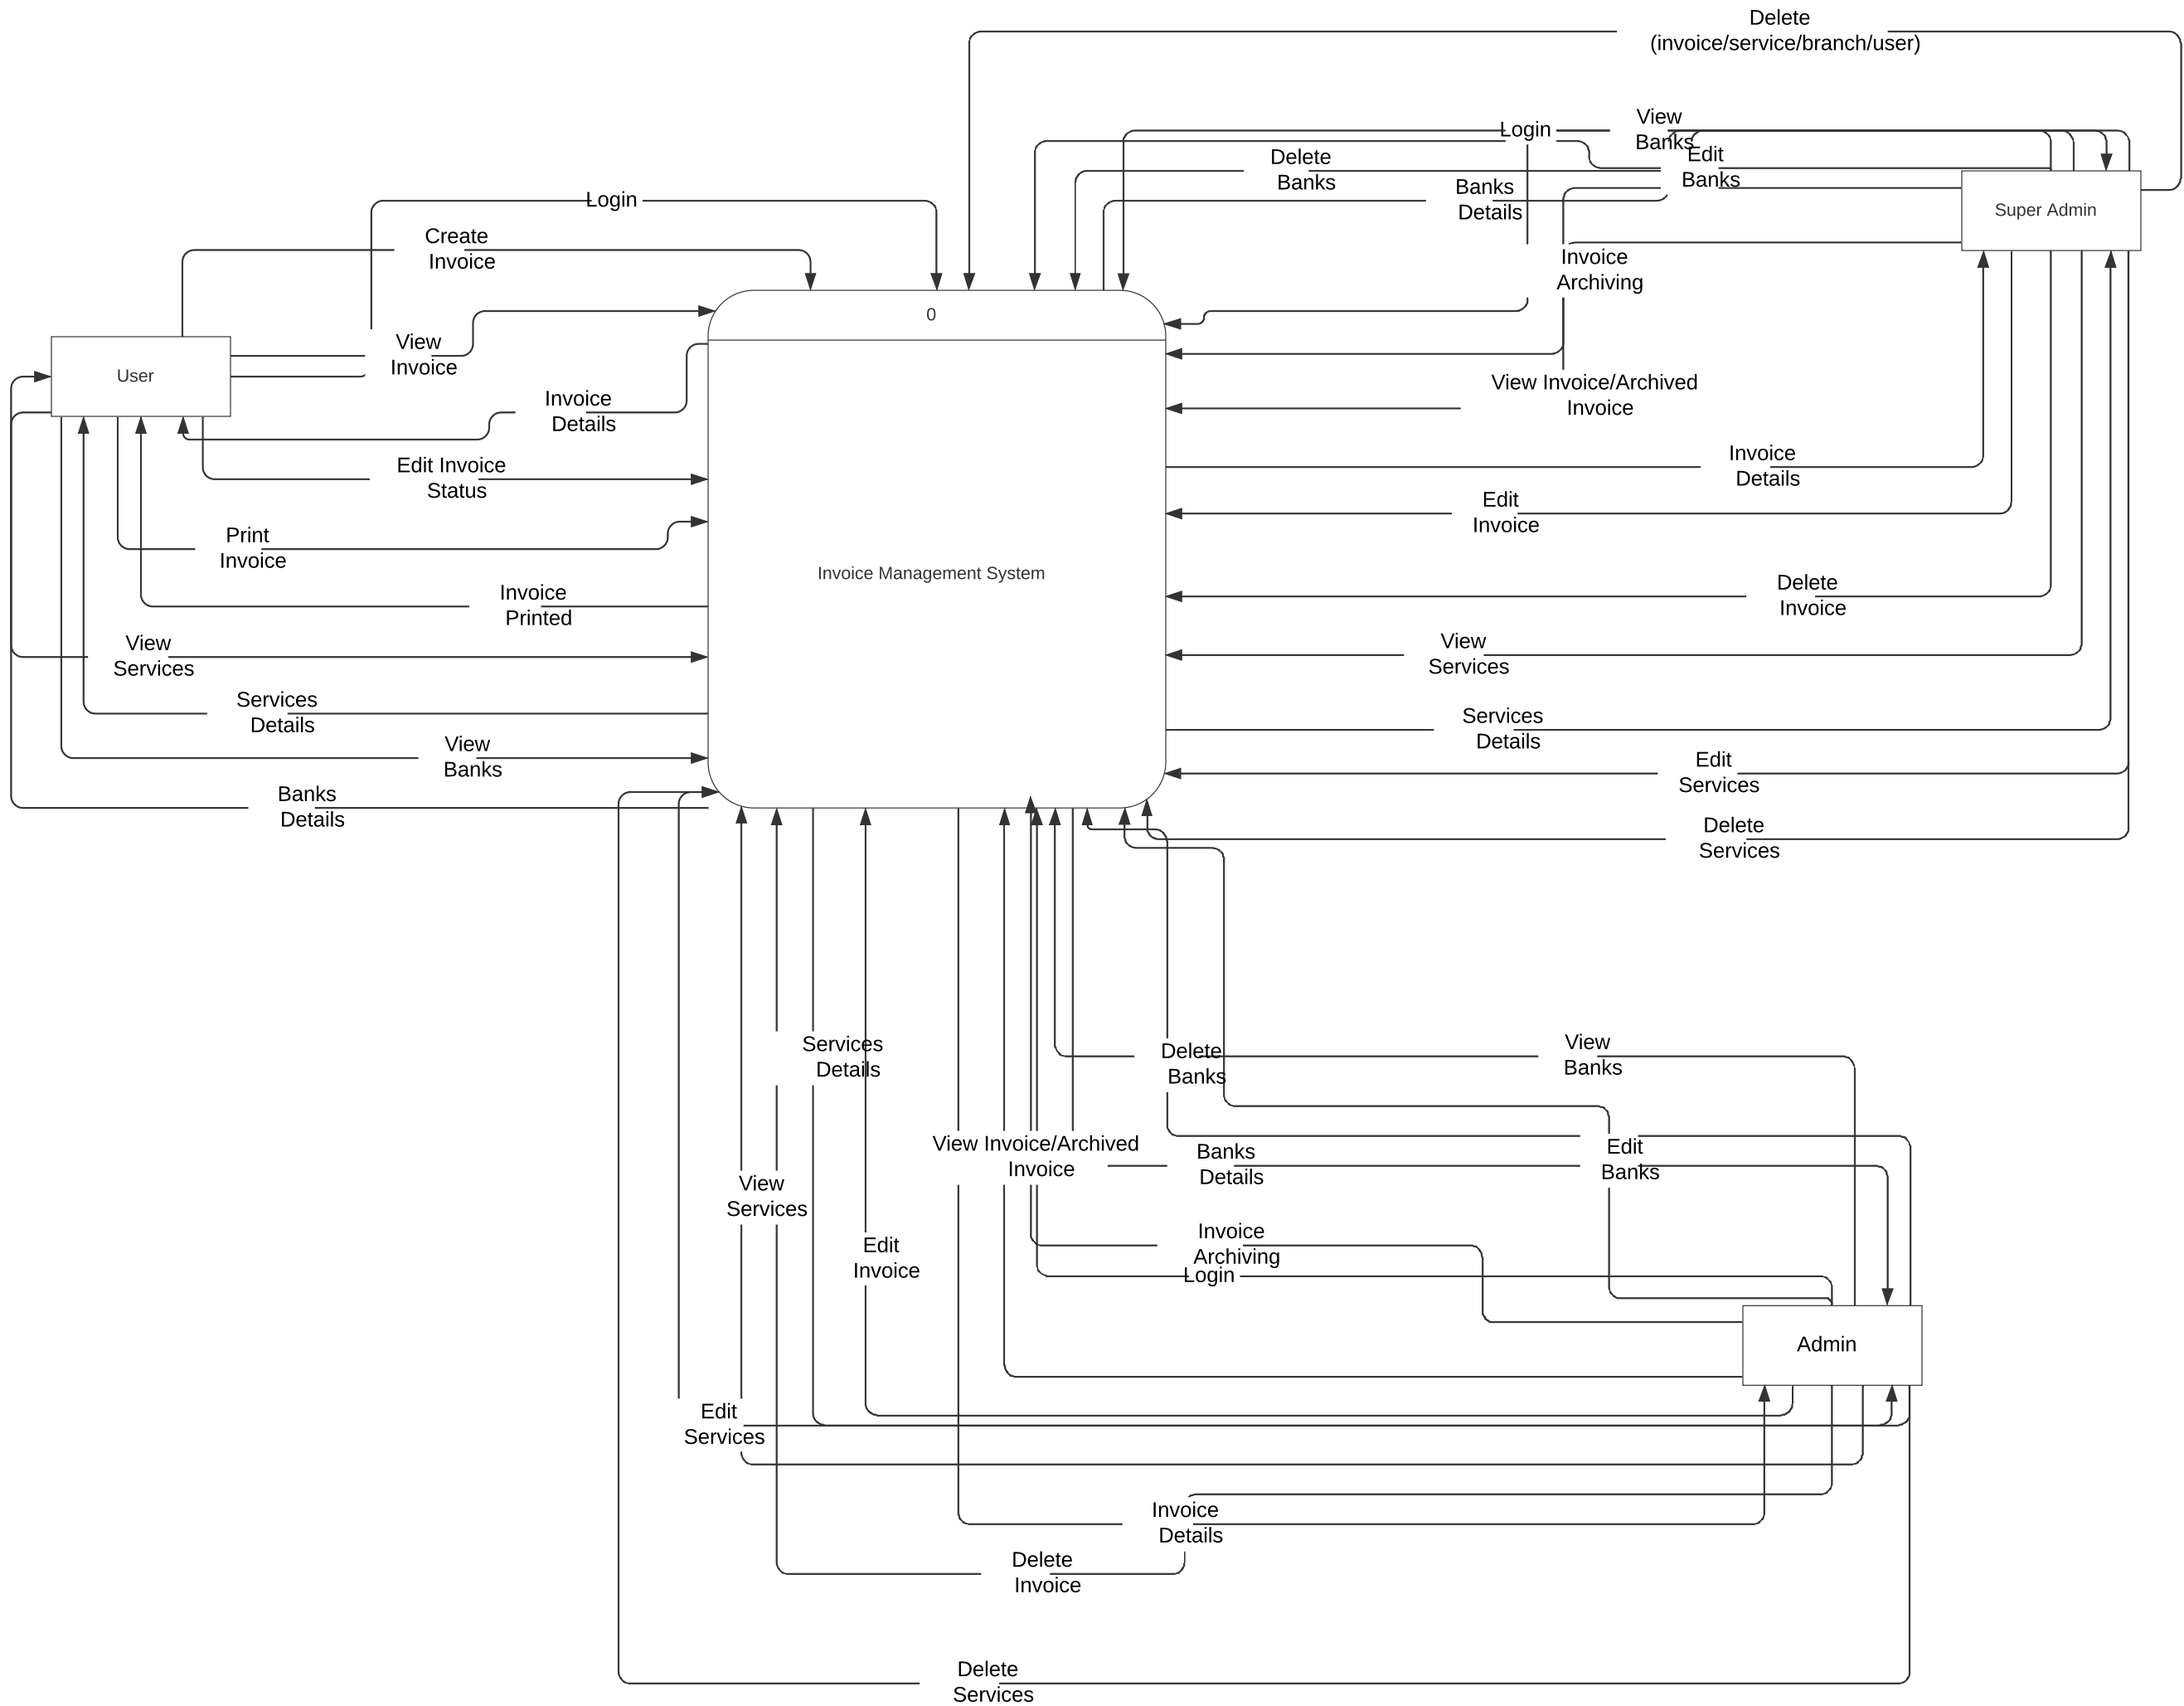 Delete
(invoice/service/branch/user)
View
Banks
Login
Edit
Banks
Delete
Banks
Banks
Details
Super Admin
Login
Create
Invoice
Invoice
Archiving
0
View
Invoice
User
View Invoice/Archived
Invoice
Invoice
Details
Invoice
Details
Edit Invoice
Status
Edit
Invoice
Print
Invoice
Invoice Management System
Invoice
Printed
Delete
Invoice
View
Services
View
Services
Services
Details
Services
Details
View
Banks
Edit
Services
Banks
Details
Delete
Services
Services
Details
Delete
Banks
View
Banks
View Invoice/Archived
Invoice
Banks
Details
Edit
Banks
View
Services
Edit
Invoice
Invoice
Archiving
Login
Admin
Edit
Services
Invoice
Details
Delete
Invoice
Delete
Services